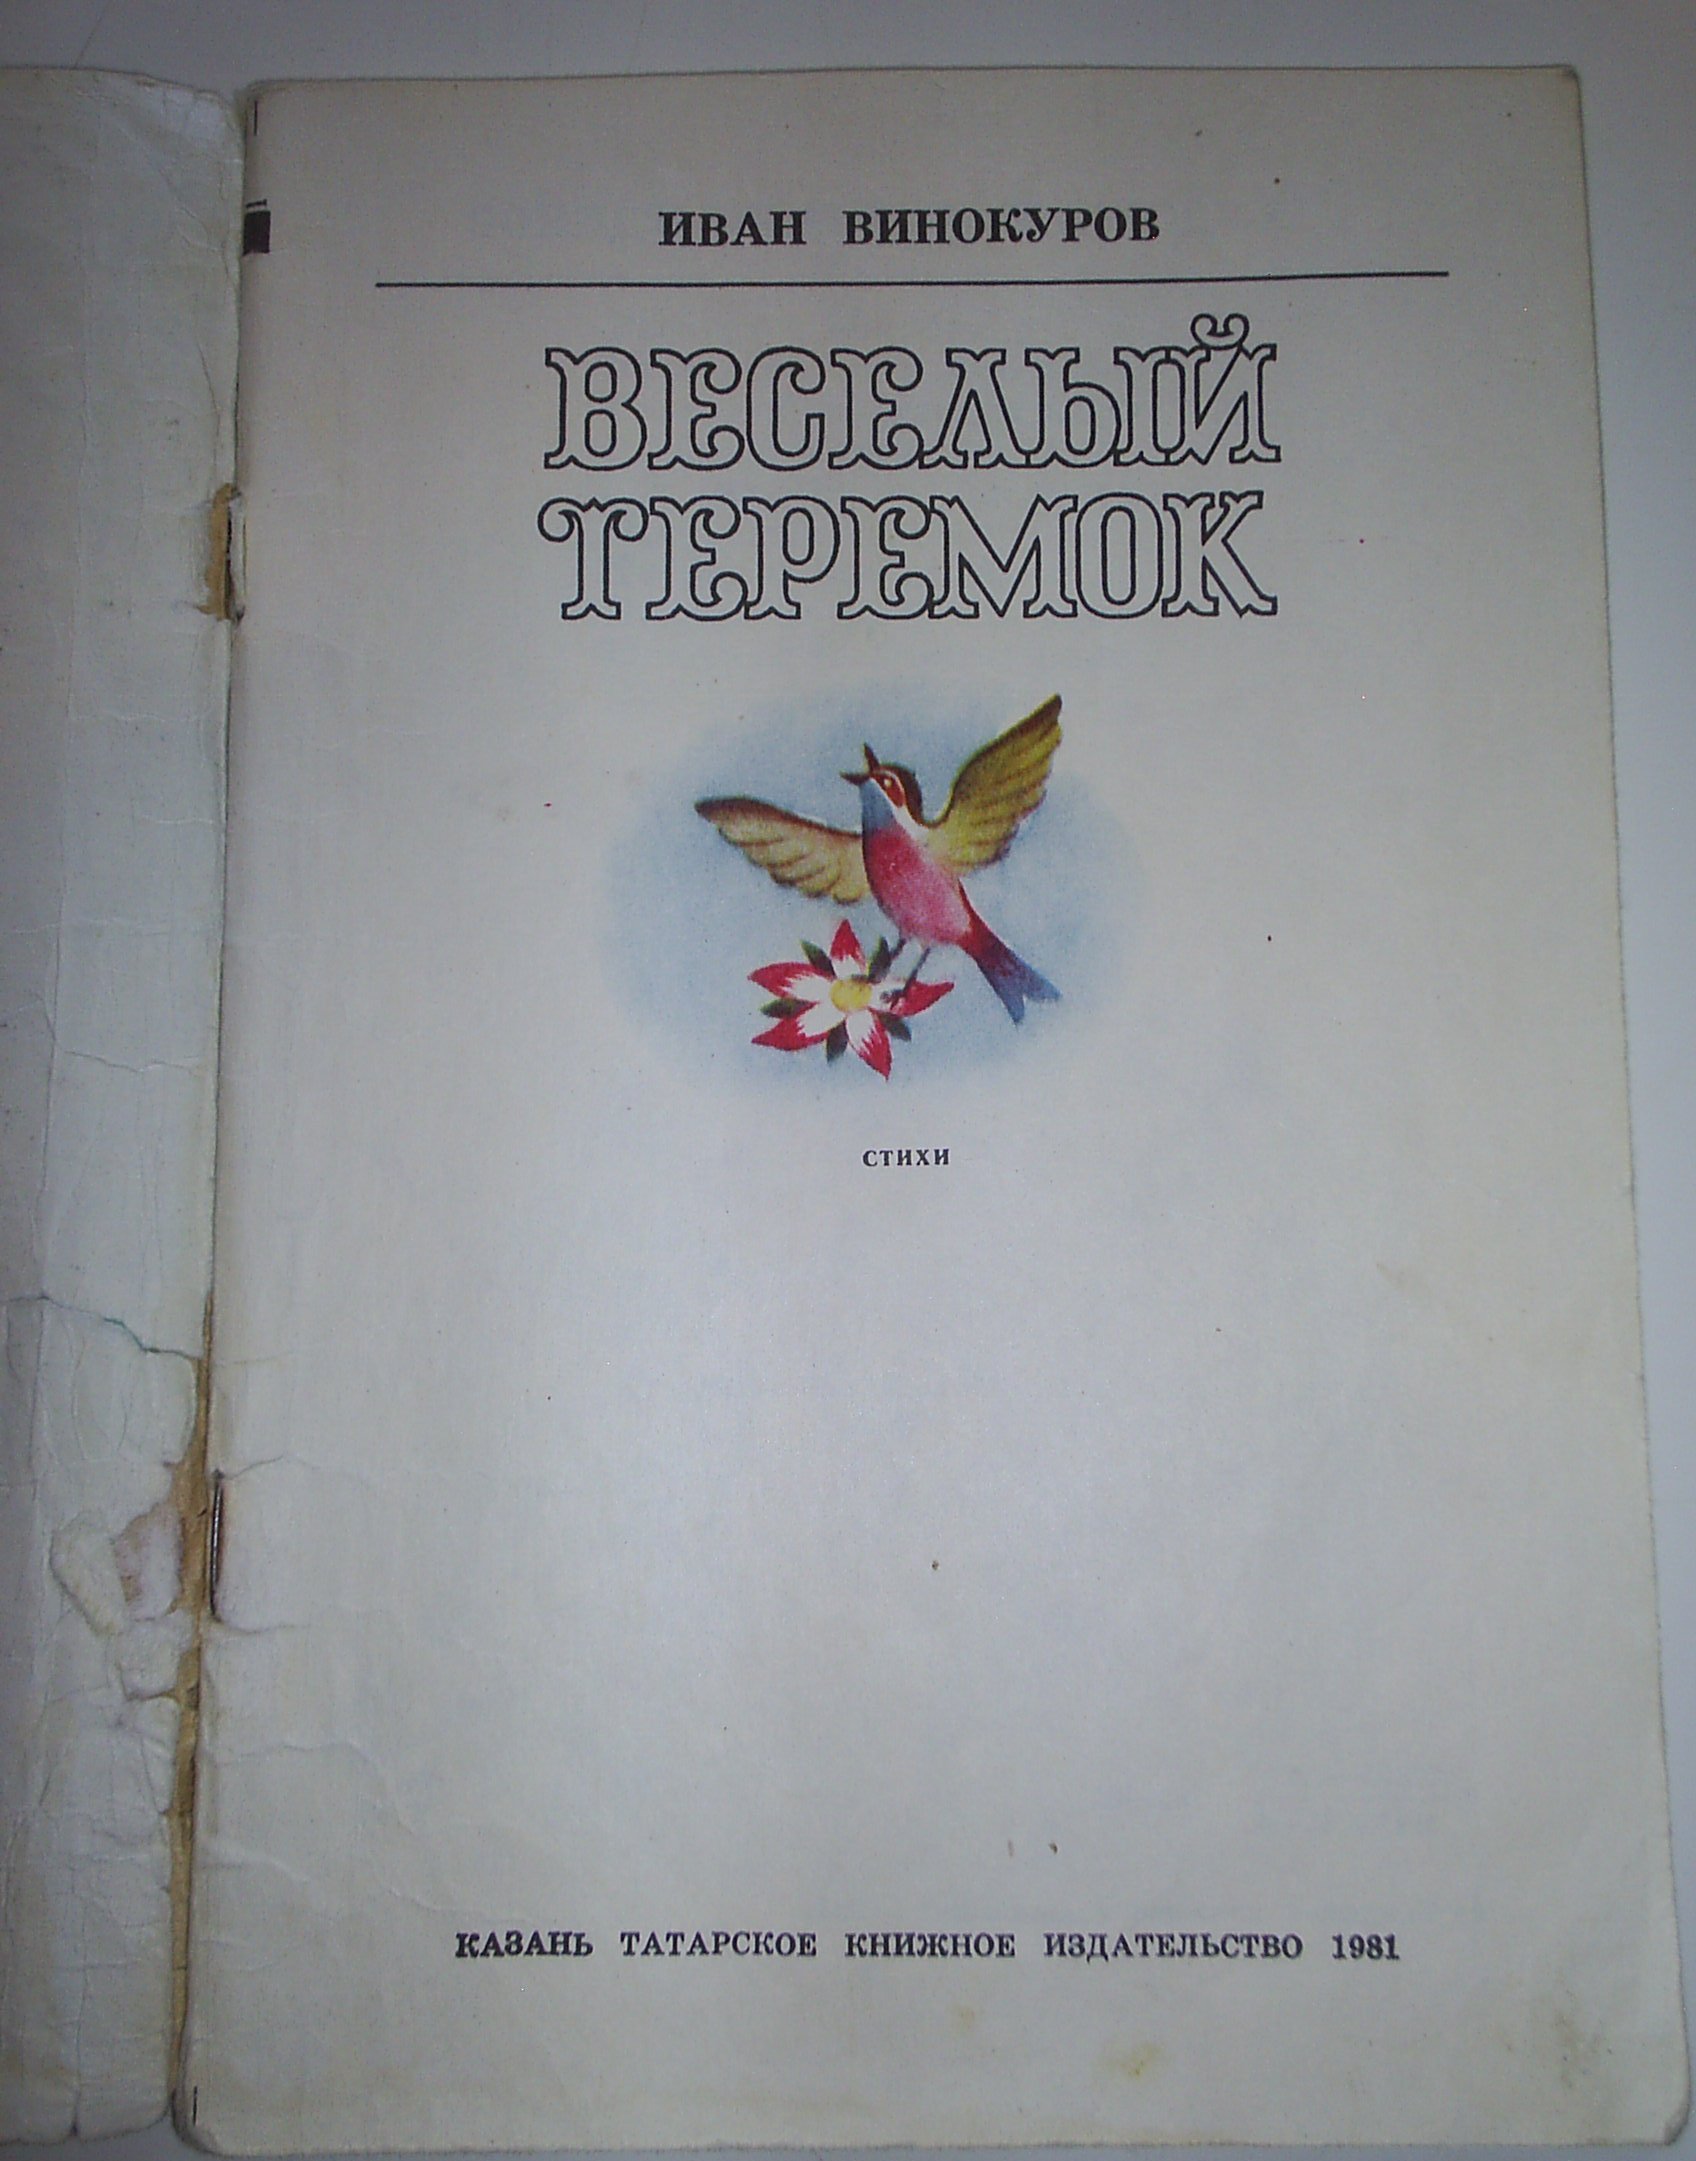 ИВАН ВИНОКУРОВ
ВЕСЕЛЫЙ
ТЕРЕМОК
СТИХИ
КАЗАНЬ ТАТАРСКОЕ КНИЖНОЕ ИЗДАТЕЛЬСТВО 1981